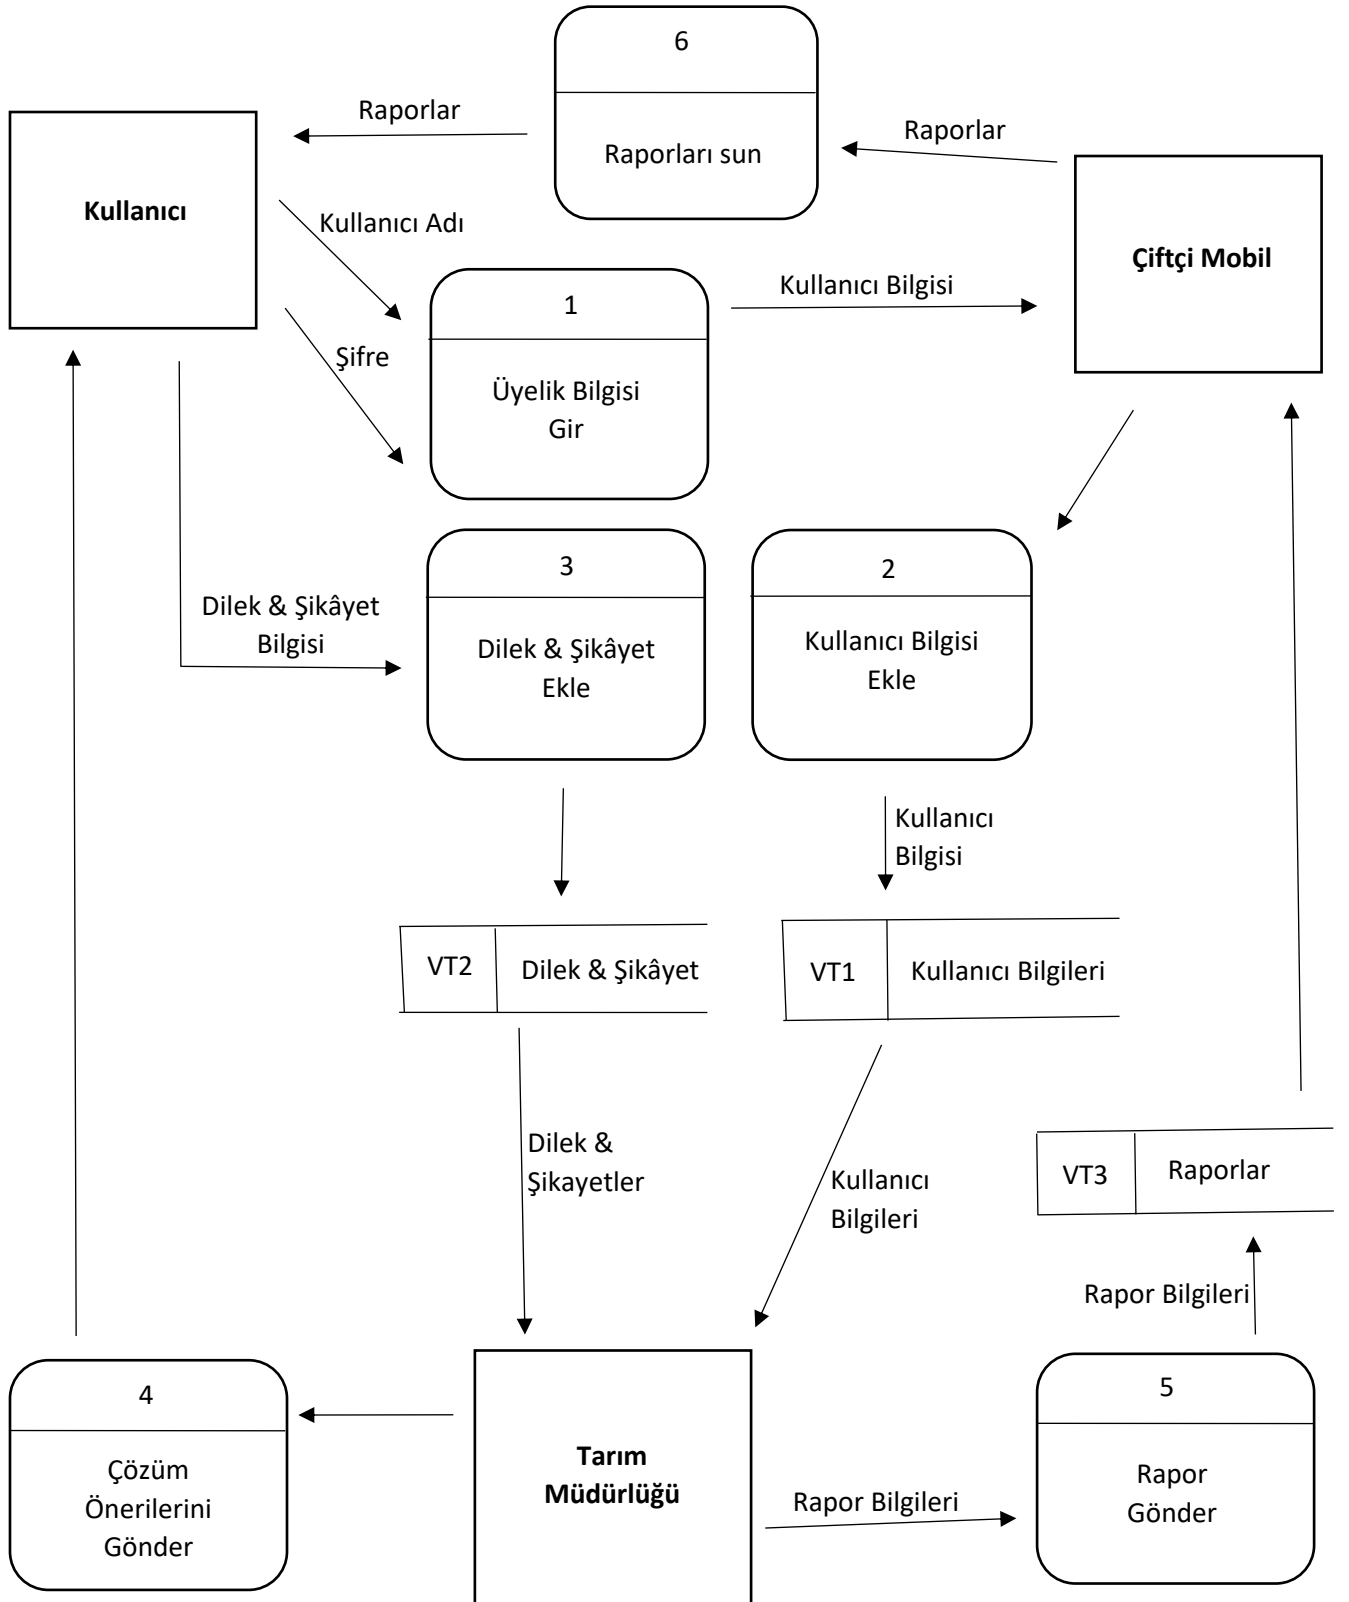 6
Raporları sun
Raporlar
Raporlar
Kullanıcı
Çiftçi Mobil
Kullanıcı Adı
Şifre
1
Üyelik Bilgisi
Gir
Kullanıcı Bilgisi
3
Dilek & Şikâyet
Ekle
2
Kullanıcı Bilgisi
Ekle
Dilek & Şikâyet
Bilgisi
Kullanıcı
Bilgisi
VT2
Dilek & Şikâyet
VT1
Kullanıcı Bilgileri
Dilek &
Şikayetler
Kullanıcı
Bilgileri
VT3
Raporlar
Rapor Bilgileri
4
Çözüm
Önerilerini
Gönder
Tarım
Müdürlüğü
Rapor Bilgileri
5
Rapor
Gönder